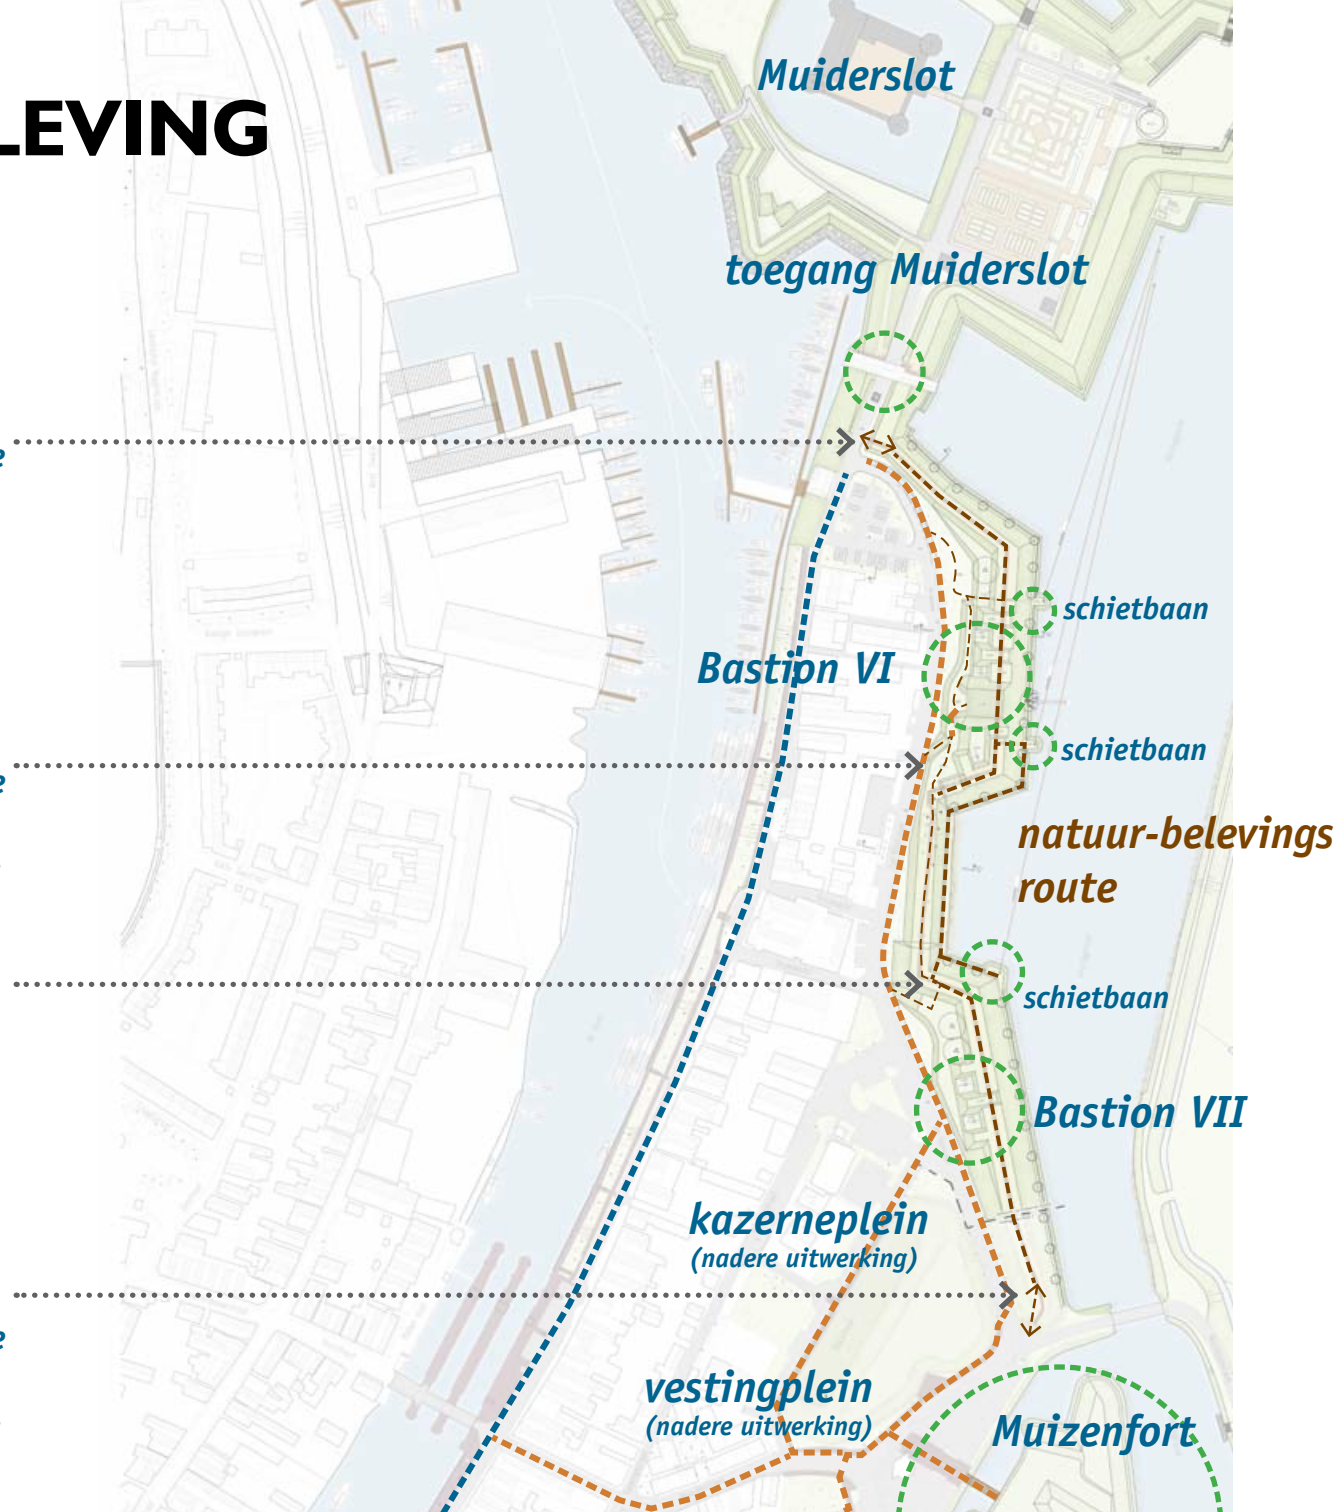 LEVING
Muiderslot
toegang Muiderslot
e
schietbaan
Bastion VI
schietbaan
e
natuur-belevings
route
schietbaan
Bastion VII
kazerneplein
(nadere uitwerking)
e
vestingplein
(nadere uitwerking)
Muizenfort